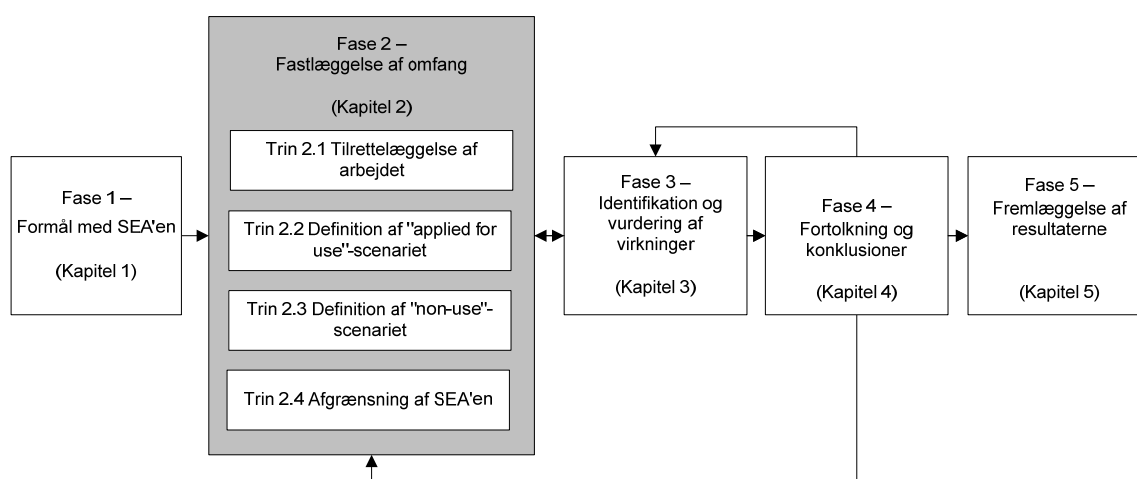 Fase 1 –
Formål med SEA'en
(Kapitel 1)
Fase 2 –
Fastlæggelse af omfang
(Kapitel 2)
Trin 2.1 Tilrettelæggelse af
arbejdet
Trin 2.2 Definition af "applied for
use"-scenariet
Trin 2.3 Definition af "non-use"-
scenariet
Trin 2.4 Afgrænsning af SEA'en
Fase 3 –
Identifikation og
vurdering af
virkninger
(Kapitel 3)
Fase 4 –
Fortolkning og
konklusioner
(Kapitel 4)
Fase 5 –
Fremlæggelse af
resultaterne
(Kapitel 5)